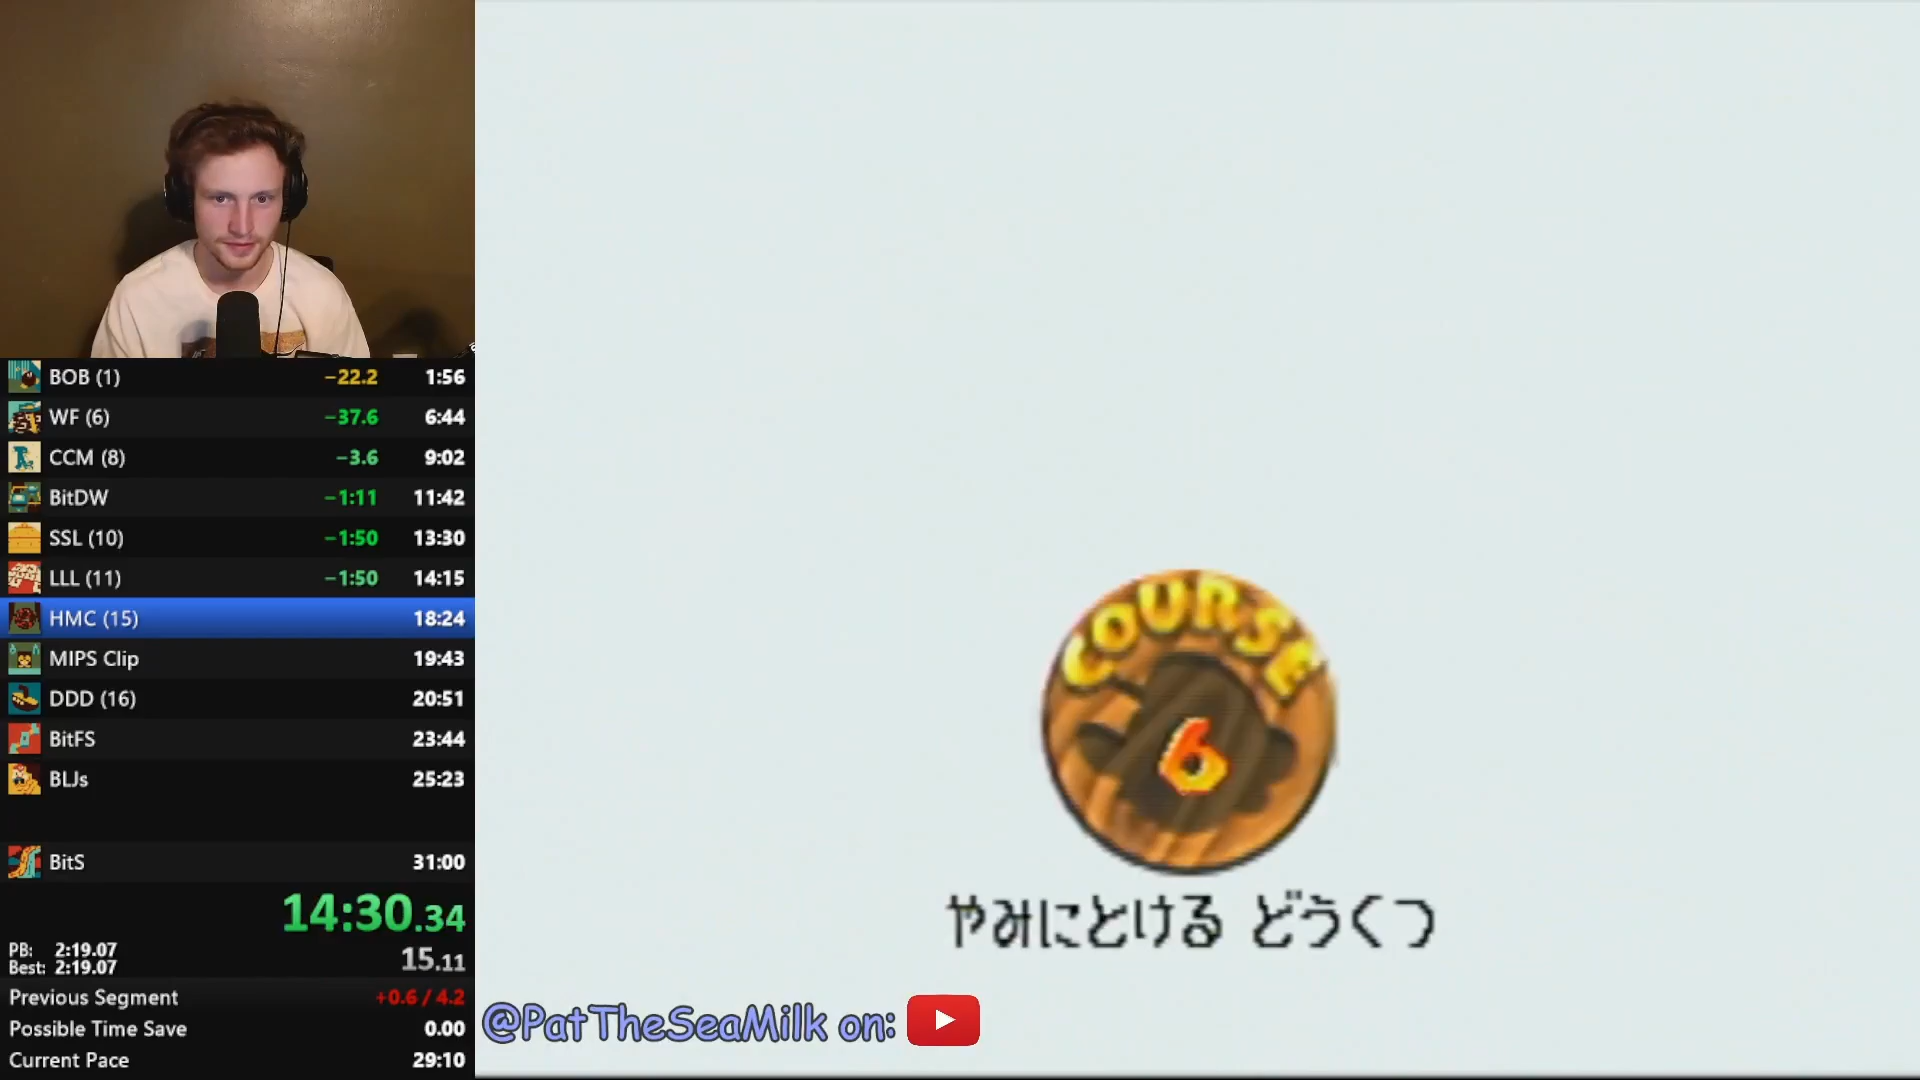 BOB (1) −22.2 1:56
WF (6) −37.6 6:44
CCM (8) −3.6 9:02
BitDW −1:11 11:42
SSL (10) −1:50 13:30
LLL (11) −1:50 14:15
HMC (15) 18:24
MIPS Clip 19:43
DDD (16) 20:51
BitFS 23:44
BLJs 25:23
BitS 31:00
14:30.34
PB: 2:19.07
Best: 2:19.07
15.11
Previous Segment +0.6 / 4.2
Possible Time Save 0.00
Current Pace 29:10
COURSE
6
やみにとける どうくつ
@PatTheSeaMilk on: